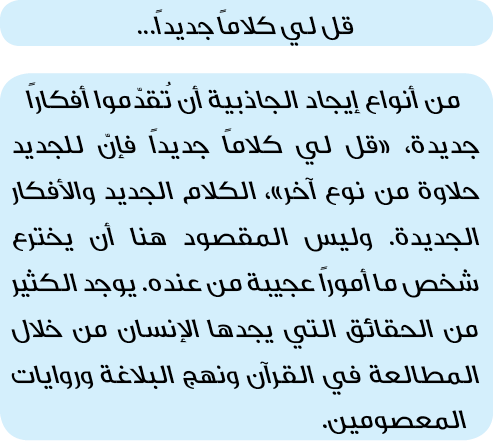 قل لي كلاماً جديداً...
من أنواع إيجاد الجاذبية أن تُقدّموا أفكاراً
جديدة، «قل لي كلاماً جديداً فإنّ للجديد
حلاوة من نوع آخر»، الكلام الجديد والأفكار
الجديدة. وليس المقصود هنا أن يخترع
شخص ما أموراً عجيبة من عنده. يوجد الكثير
من الحقائق التي يجدها الإنسان من خلال
المطالعة في القرآن ونهج البلاغة وروايات
المعصومين.